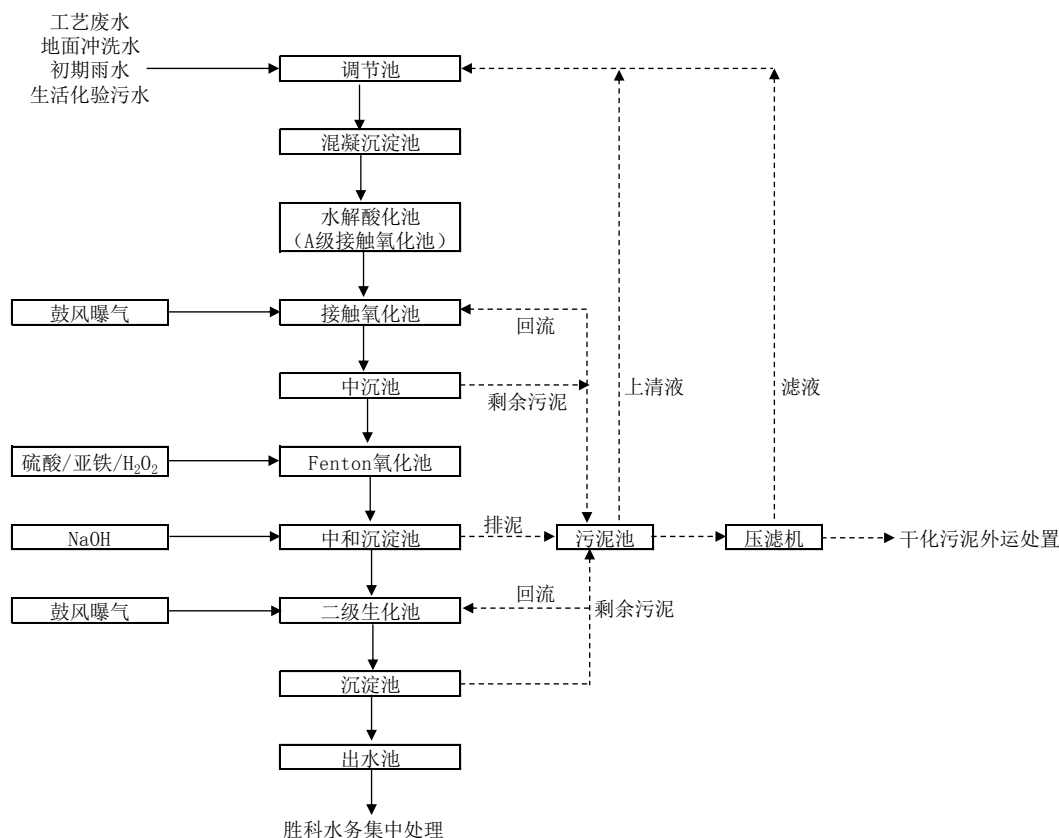 工艺废水
地面冲洗水
初期雨水
生活化验污水
调节池
混凝沉淀池
水解酸化池
（A级接触氧化池）
鼓风曝气
接触氧化池
回流
中沉池
剩余污泥
上清液
滤液
硫酸/亚铁/H₂O₂
Fenton氧化池
NaOH
中和沉淀池
排泥
污泥池
压滤机
干化污泥外运处置
鼓风曝气
二级生化池
回流
剩余污泥
沉淀池
出水池
胜科水务集中处理